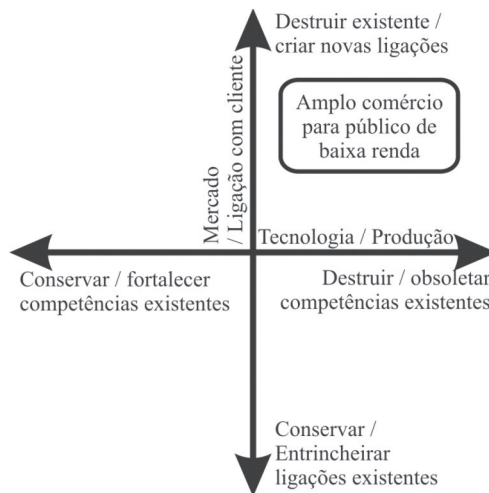 Destruir existente /
criar novas ligações
Amplo comércio
para público de
baixa renda
Mercado
/ Ligação com cliente
Tecnologia / Produção
Conservar / fortalecer
competências existentes
Destruir / obsoletar
competências existentes
Conservar /
Entrincheirar
ligações existentes